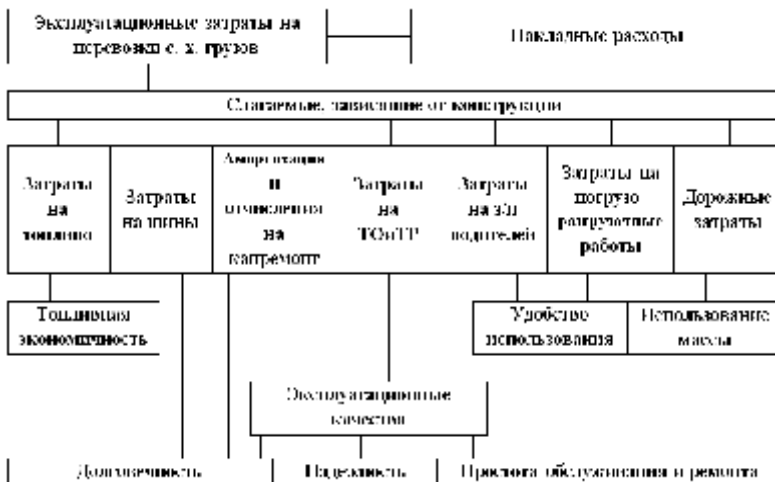 Эксплуатационные затраты на
перевозки с. х. грузов
Накладные расходы
Слагаемые, зависящие от конструкции
Затраты
на
топливо
Затраты
на шины
Амортизация
и
отчисления
на
капремонт
Затраты
на
ТОиТР
Затраты
на з/п
водителей
Затраты на
погрузо
разгрузочные
работы
Дорожные
затраты
Топливная
экономичность
Удобство
использования
Использование
массы
Эксплуатационные
качества
Долговечность
Надежность
Простота обслуживания и ремонта